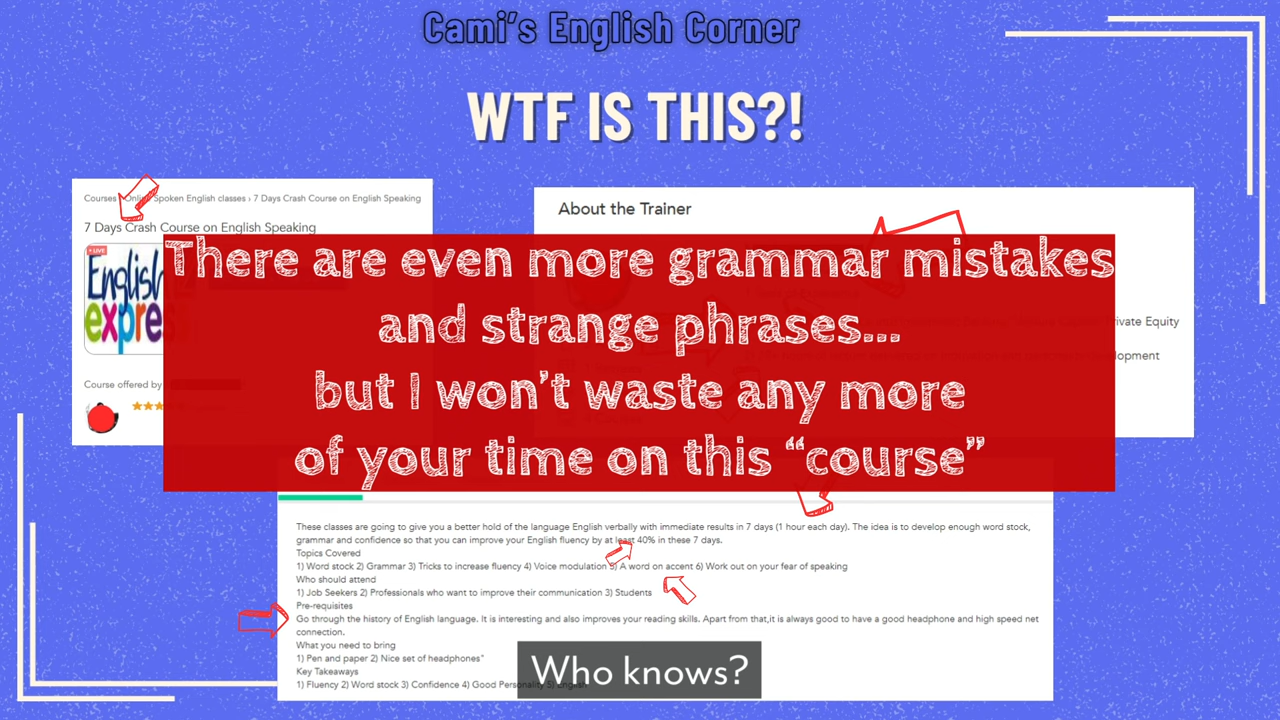 Cami's English Corner
WTF IS THIS?!
Courses › Online Spoken English classes › 7 Days Crash Course on English Speaking
7 Days Crash Course on English Speaking
LIVE
English
expres
Course offered by
About the Trainer
Private Equity
There are even more grammar mistakes
and strange phrases...
but I won't waste any more
of your time on this “course”
These classes are going to give you a better hold of the language English verbally with immediate results in 7 days (1 hour each day). The idea is to develop enough word stock,
grammar and confidence so that you can improve your English fluency by at least 40% in these 7 days.
Topics Covered
1) Word stock 2) Grammar 3) Tricks to increase fluency 4) Voice modulation 5) A word on accent 6) Work out on your fear of speaking
Who should attend
1) Job Seekers 2) Professionals who want to improve their communication 3) Students
Pre-requisites
Go through the history of English language. It is interesting and also improves your reading skills. Apart from that,it is always good to have a good headphone and high speed net
connection.
What you need to bring
1) Pen and paper 2) Nice set of headphones"
Key Takeaways
1) Fluency 2) Word stock 3) Confidence 4) Good Personality 5) English
Who knows?